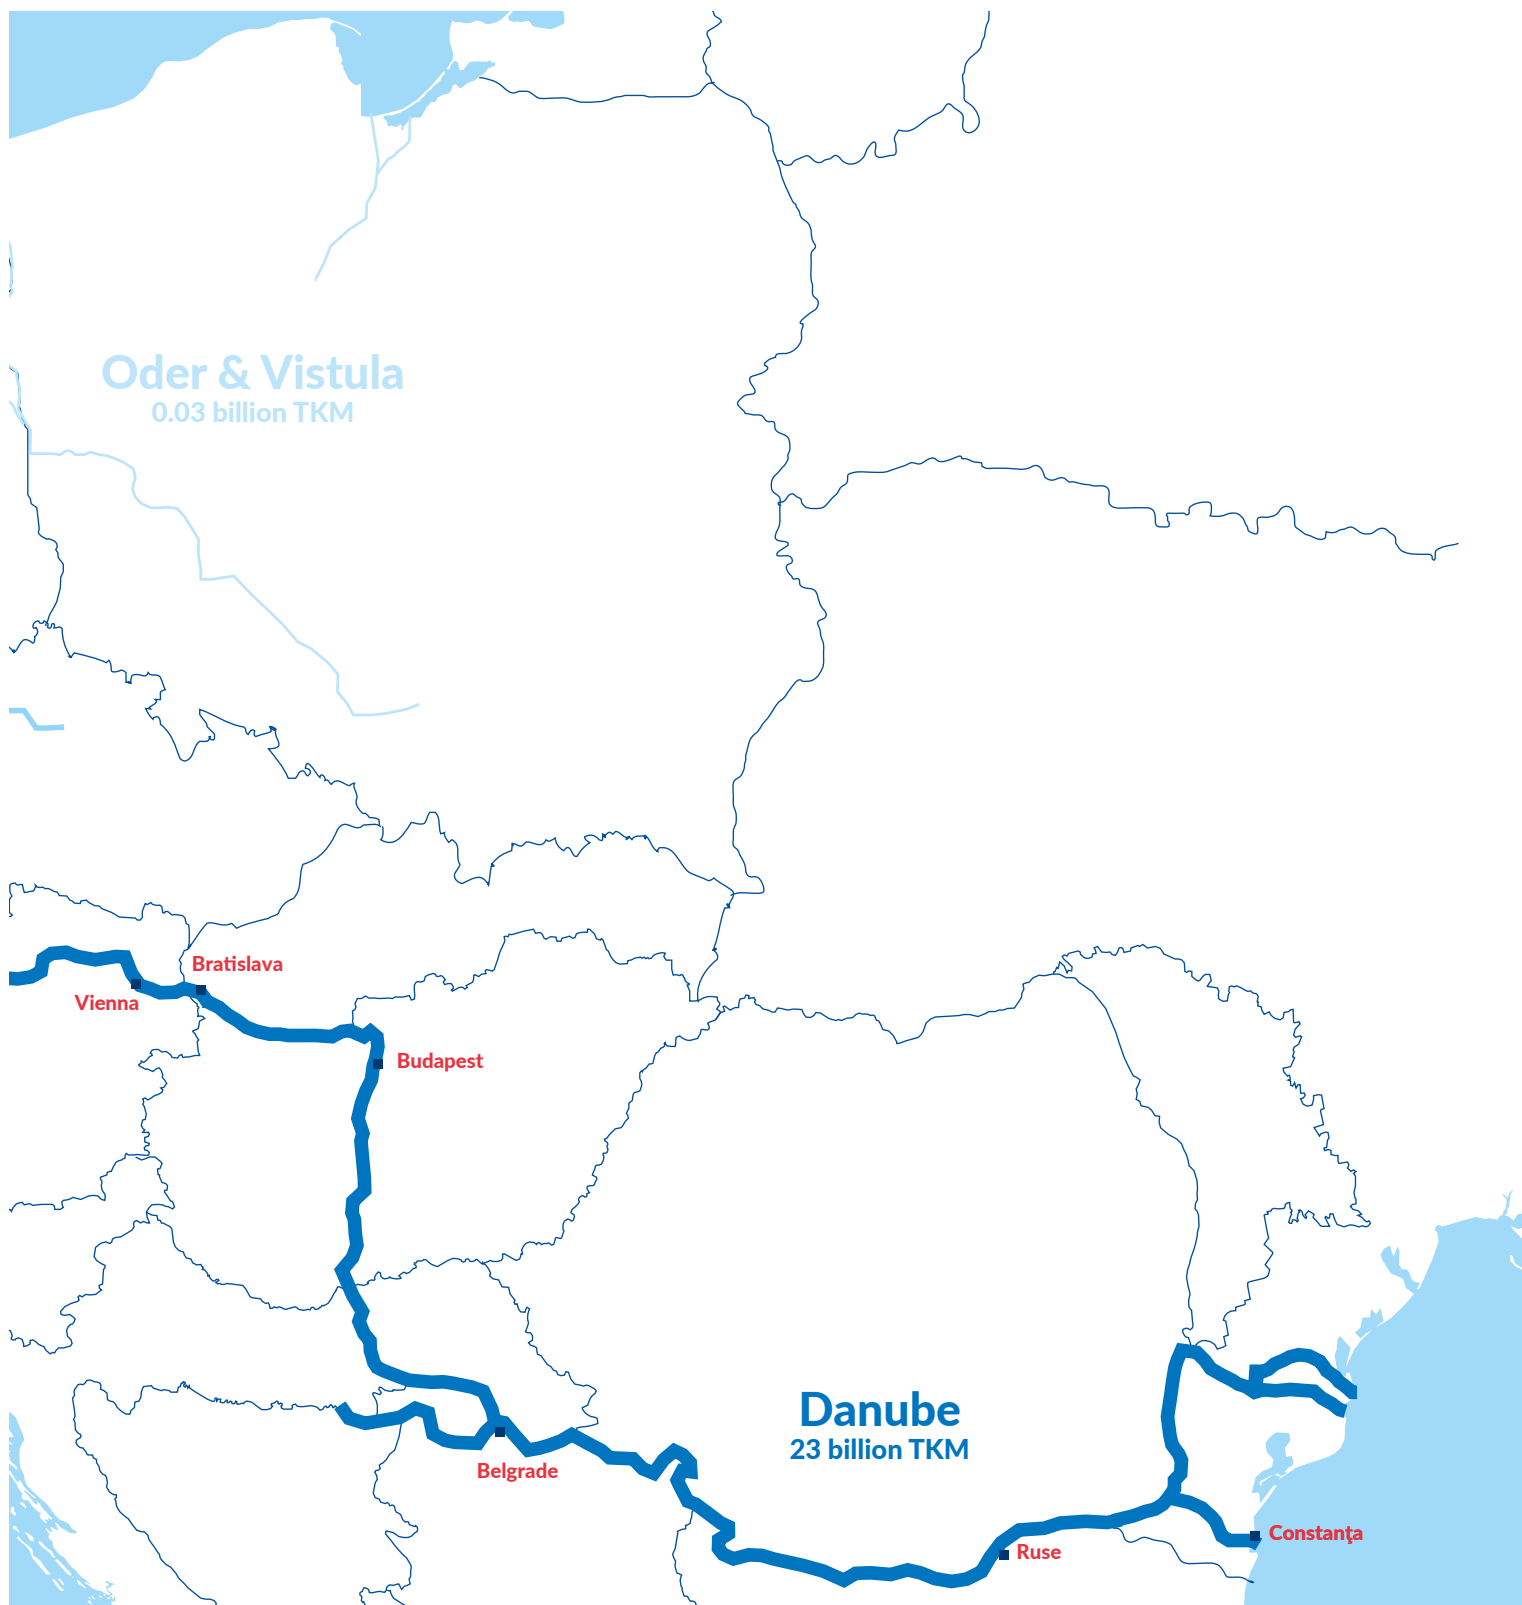 Oder & Vistula
0.03 billion TKM
Bratislava
Vienna
Budapest
Danube
23 billion TKM
Belgrade
Constanţa
Ruse